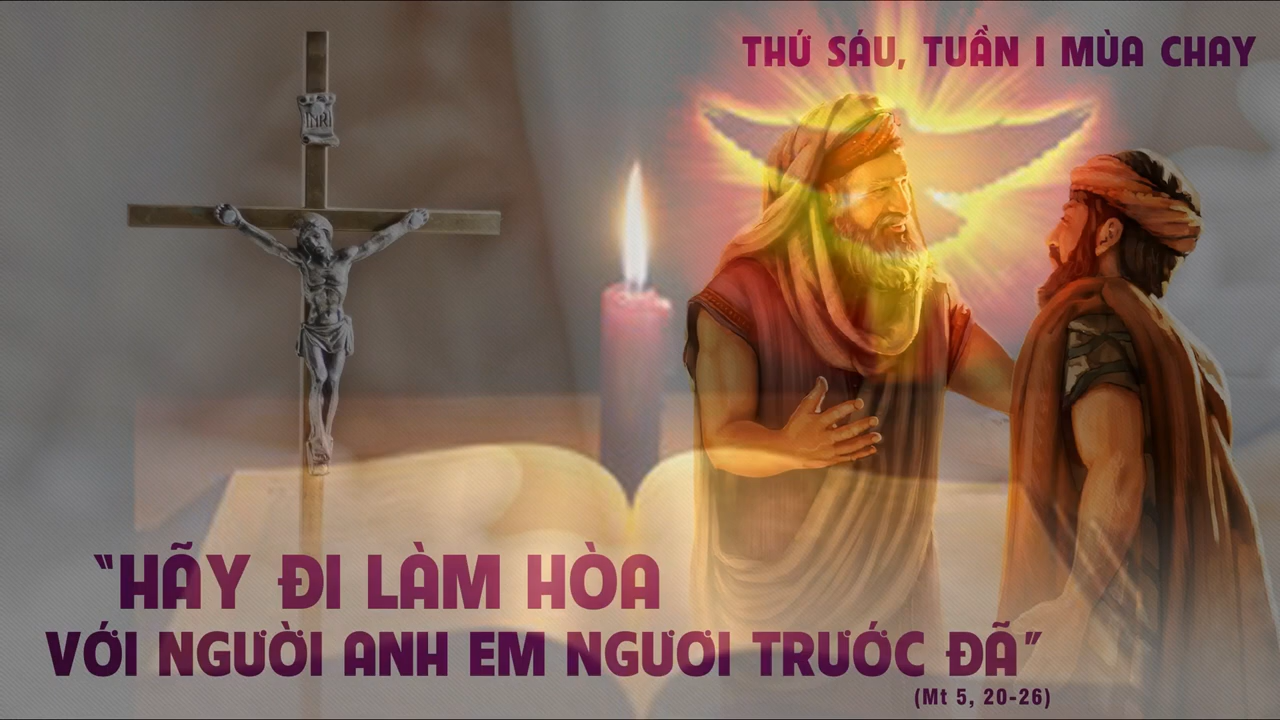 THỨ SÁU, TUẦN I MÙA CHAY
INRI
“HÃY ĐI LÀM HÒA
VỚI NGƯỜI ANH EM NGƯƠI TRƯỚC ĐÃ”
(Mt 5, 20-26)